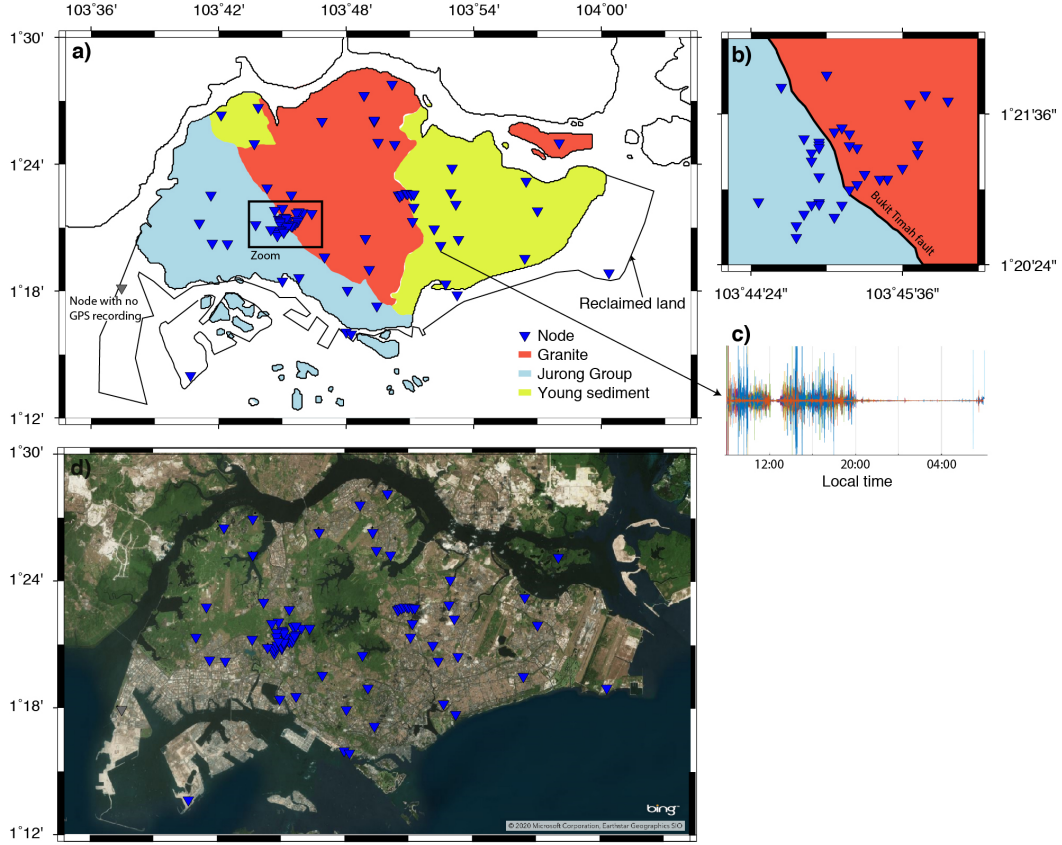 103˚36' 103˚42' 103˚48' 103˚54' 104˚00'
1˚30'
1˚24'
1˚18'
1˚12'
a)
Zoom
Node with no
GPS recording
Reclaimed land
Node
Granite
Jurong Group
Young sediment
b)
Bukit Timah fault
1˚21'36"
1˚20'24"
103˚44'24" 103˚45'36"
c)
12:00 20:00 04:00
Local time
d)
1˚30'
1˚24'
1˚18'
1˚12'
bing™
© 2020 Microsoft Corporation, Earthstar Geographics SIO